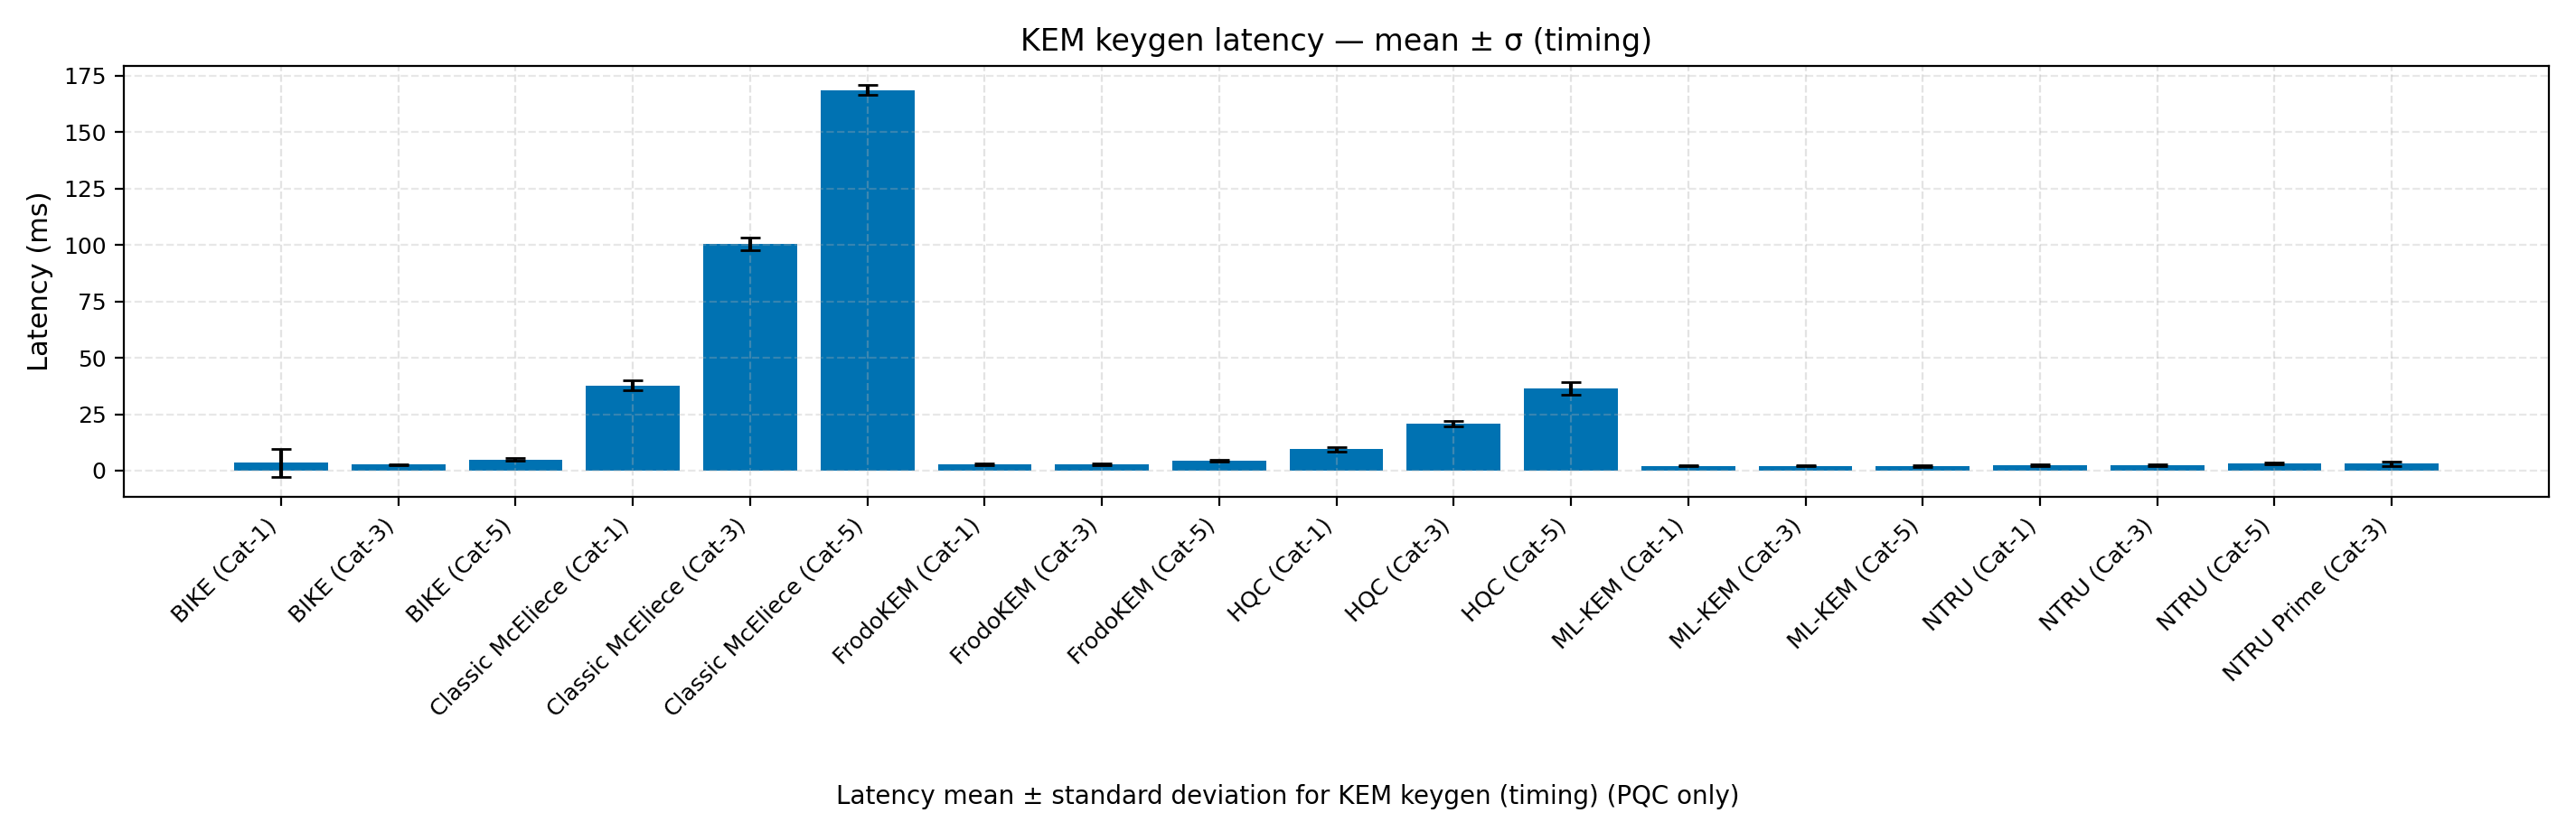 KEM keygen latency — mean ± σ (timing)
Latency (ms)
175
150
125
100
75
50
25
0
BIKE (Cat-1)
BIKE (Cat-3)
BIKE (Cat-5)
Classic McEliece (Cat-1)
Classic McEliece (Cat-3)
Classic McEliece (Cat-5)
FrodoKEM (Cat-1)
FrodoKEM (Cat-3)
FrodoKEM (Cat-5)
HQC (Cat-1)
HQC (Cat-3)
HQC (Cat-5)
ML-KEM (Cat-1)
ML-KEM (Cat-3)
ML-KEM (Cat-5)
NTRU (Cat-1)
NTRU (Cat-3)
NTRU (Cat-5)
NTRU Prime (Cat-3)
Latency mean ± standard deviation for KEM keygen (timing) (PQC only)